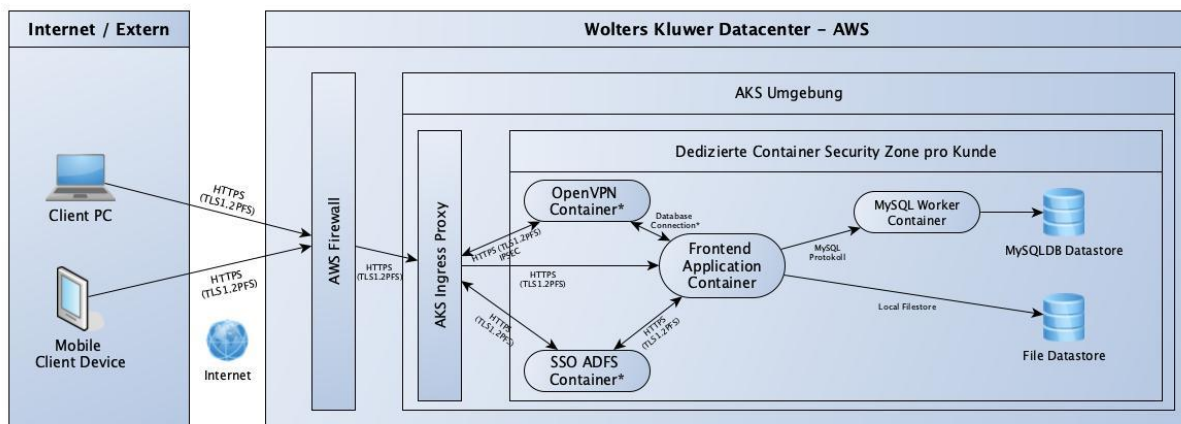 Internet / Extern
Wolters Kluwer Datacenter – AWS
AKS Umgebung
Dedizierte Container Security Zone pro Kunde
Client PC
Mobile
Client Device
HTTPS
(TLS1.2PFS)
HTTPS
(TLS1.2PFS)
Internet
AWS Firewall
HTTPS
(TLS1.2PFS)
AKS Ingress Proxy
OpenVPN
Container*
HTTPS (TLS1.2PFS)
IPSEC
Database
Connection*
HTTPS
(TLS1.2PFS)
Frontend
Application
Container
HTTPS
(TLS1.2PFS)
HTTPS
(TLS1.2PFS)
SSO ADFS
Container*
MySQL
Protokoll
MySQL Worker
Container
MySQLDB Datastore
Local Filestore
File Datastore